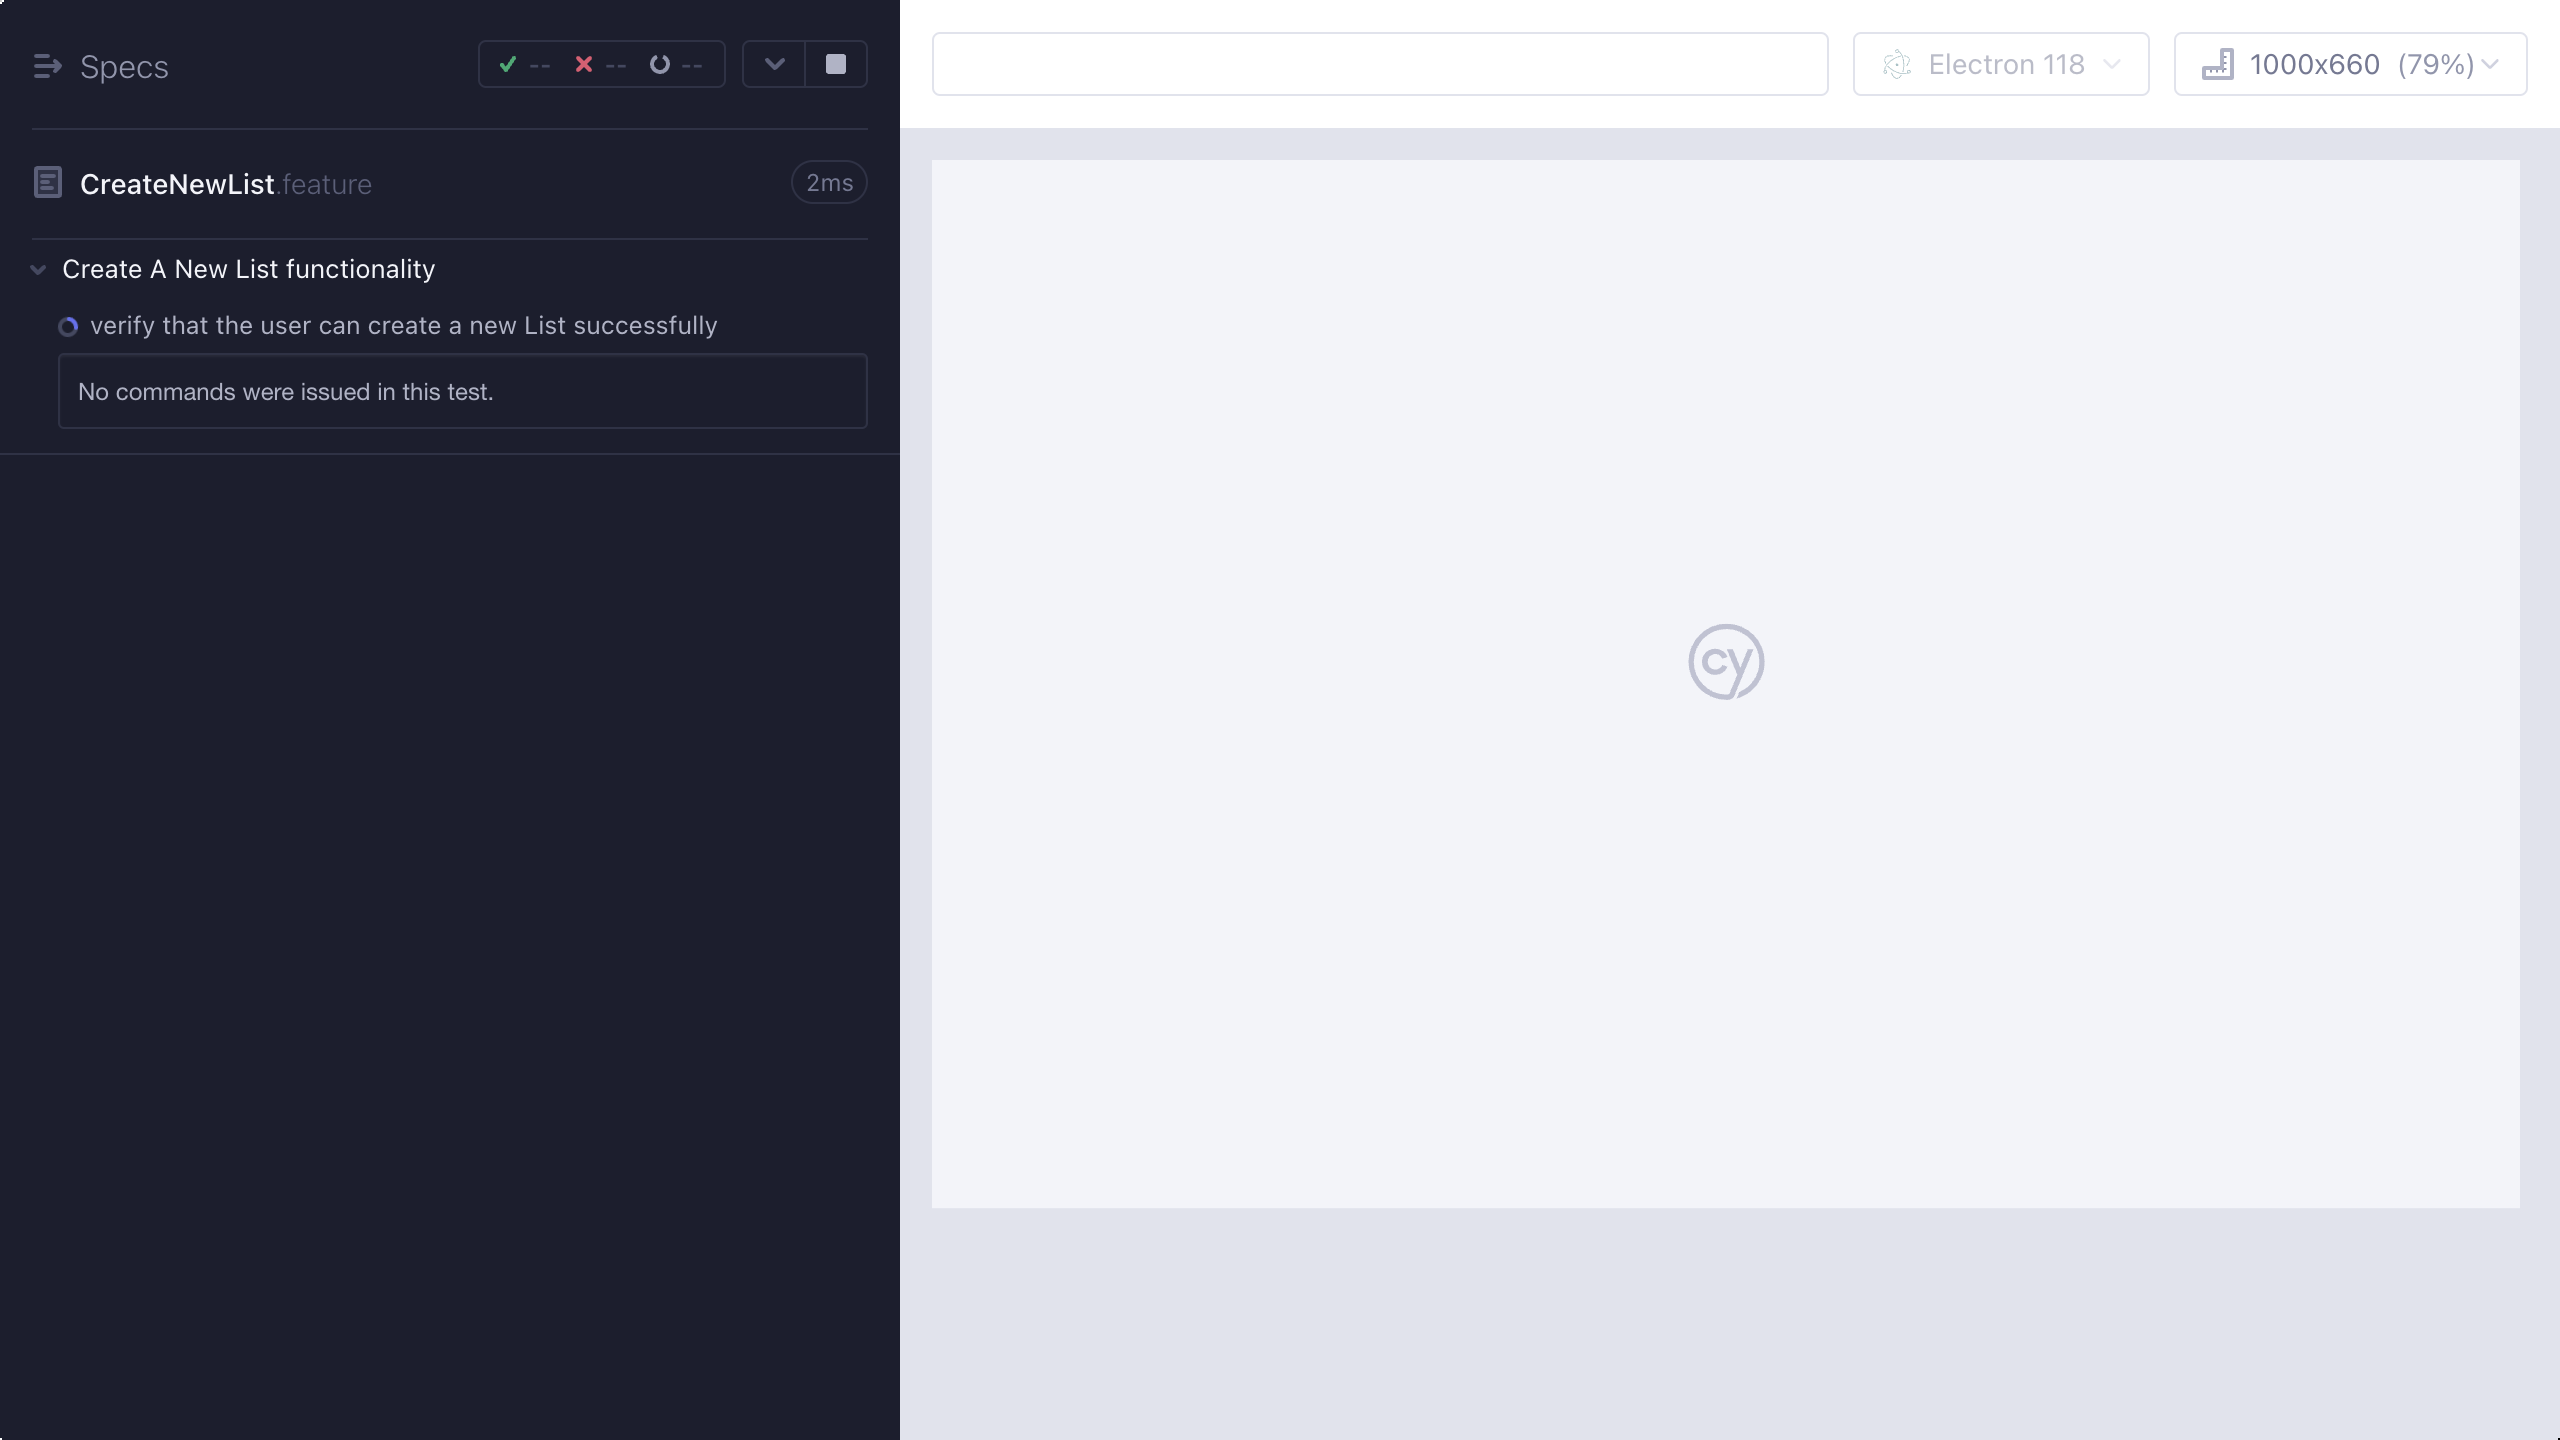 Specs
-- -- --
CreateNewList.feature
2ms
Create A New List functionality
verify that the user can create a new List successfully
No commands were issued in this test.
Electron 118
1000x660 (79%)
cy